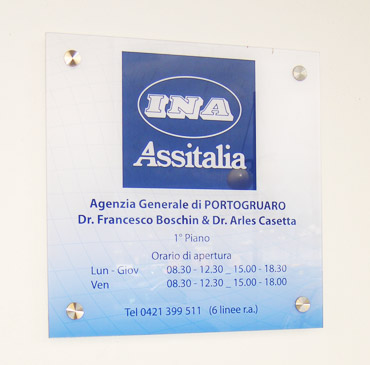 INA
Assitalia
Agenzia Generale di PORTOGRUARO
Dr. Francesco Boschin & Dr. Arles Casetta
1° Piano
Orario di apertura
Lun - Giov 08.30 - 12.30 _ 15.00 - 18.30
Ven 08.30 - 12.30 _ 15.00 - 18.00
Tel 0421 399 511 (6 linee r.a.)